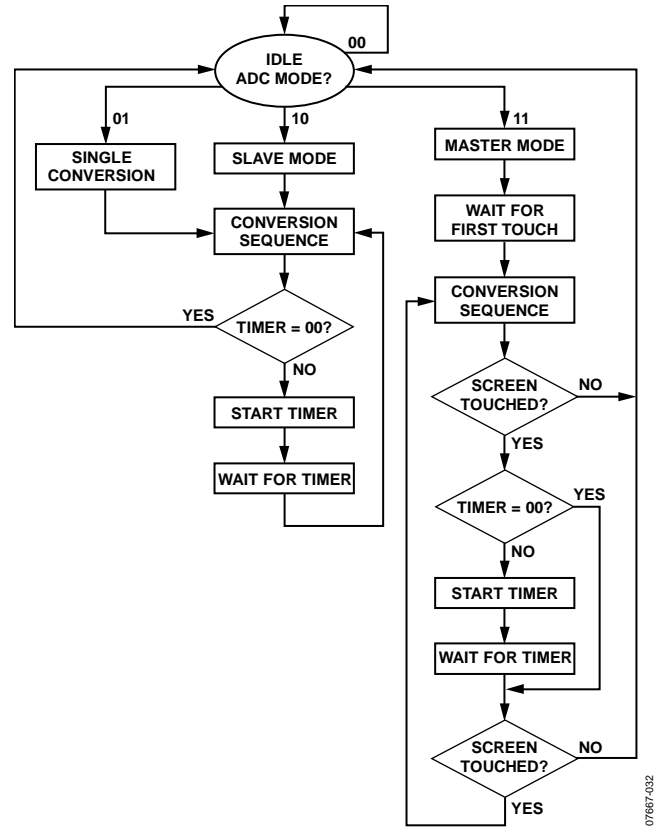 00
IDLE
ADC MODE?
01
10
11
SINGLE
CONVERSION
SLAVE MODE
MASTER MODE
CONVERSION
SEQUENCE
WAIT FOR
FIRST TOUCH
CONVERSION
SEQUENCE
YES
TIMER = 00?
NO
SCREEN
TOUCHED?
NO
START TIMER
YES
WAIT FOR TIMER
TIMER = 00?
YES
NO
START TIMER
WAIT FOR TIMER
SCREEN
TOUCHED?
NO
YES
07667-032